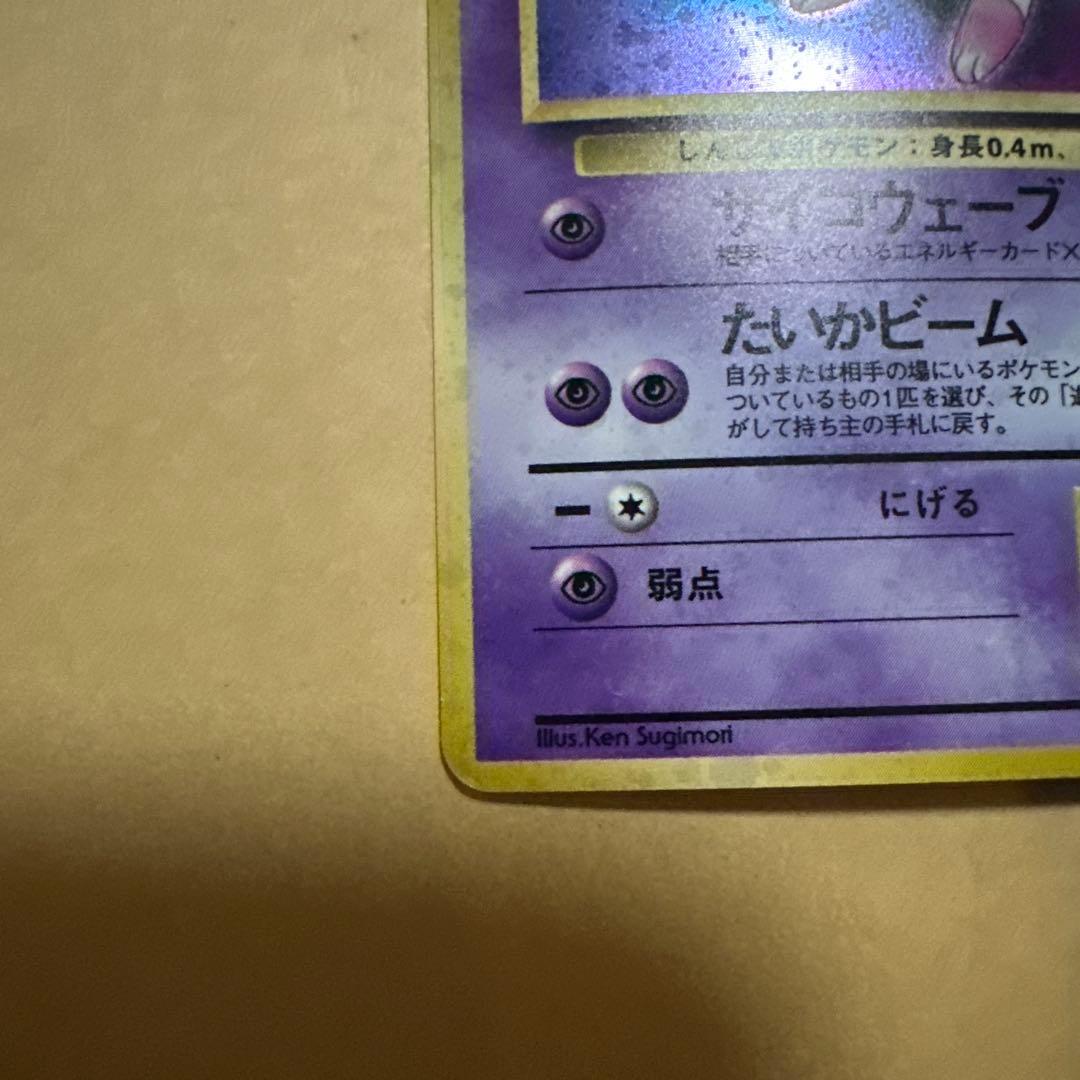 しんしゅポケモン：身長0.4m、
サイコウェーブ
相手についているエネルギーカード×
たいかビーム
自分または相手の場にいるポケモン
ついているもの1匹を選び、その「
がして持ち主の手札に戻す。
ー にげる
弱点
Illus.Ken Sugimori